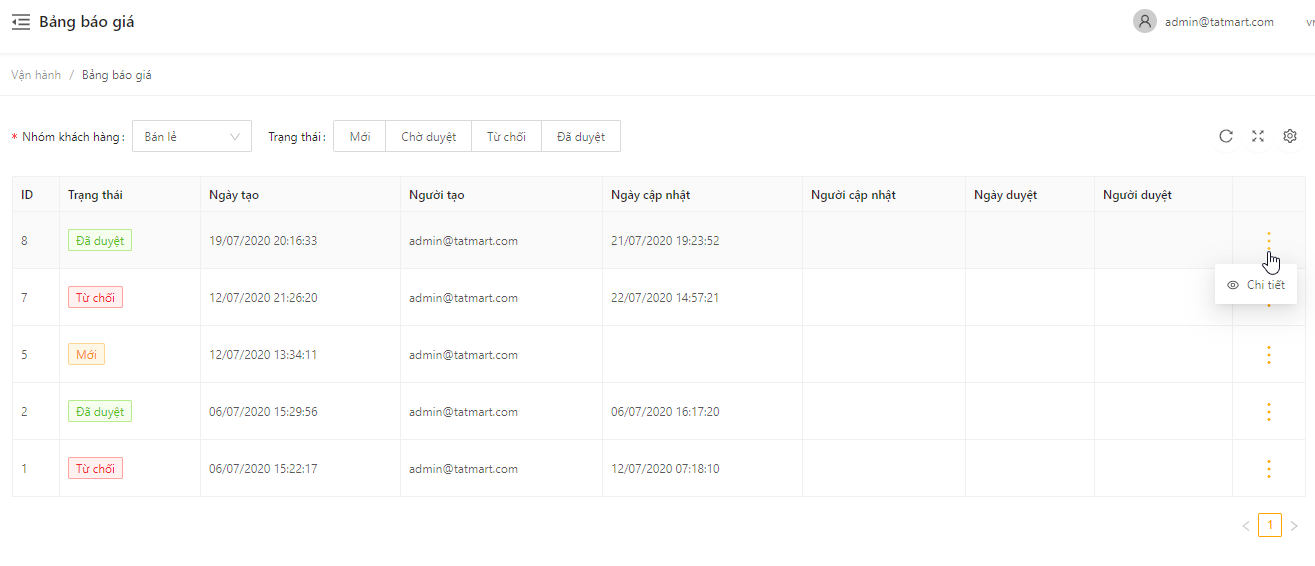 Bảng báo giá
admin@tatmart.com
Vận hành / Bảng báo giá
* Nhóm khách hàng: Bán lẻ Trạng thái: Mới Chờ duyệt Từ chối Đã duyệt
ID Trạng thái Ngày tạo Người tạo Ngày cập nhật Người cập nhật Ngày duyệt Người duyệt
8 Đã duyệt 19/07/2020 20:16:33 admin@tatmart.com 21/07/2020 19:23:52
Chi tiết
7 Từ chối 12/07/2020 21:26:20 admin@tatmart.com 22/07/2020 14:57:21
5 Mới 12/07/2020 13:34:11 admin@tatmart.com
2 Đã duyệt 06/07/2020 15:29:56 admin@tatmart.com 06/07/2020 16:17:20
1 Từ chối 06/07/2020 15:22:17 admin@tatmart.com 12/07/2020 07:18:10
< 1 >